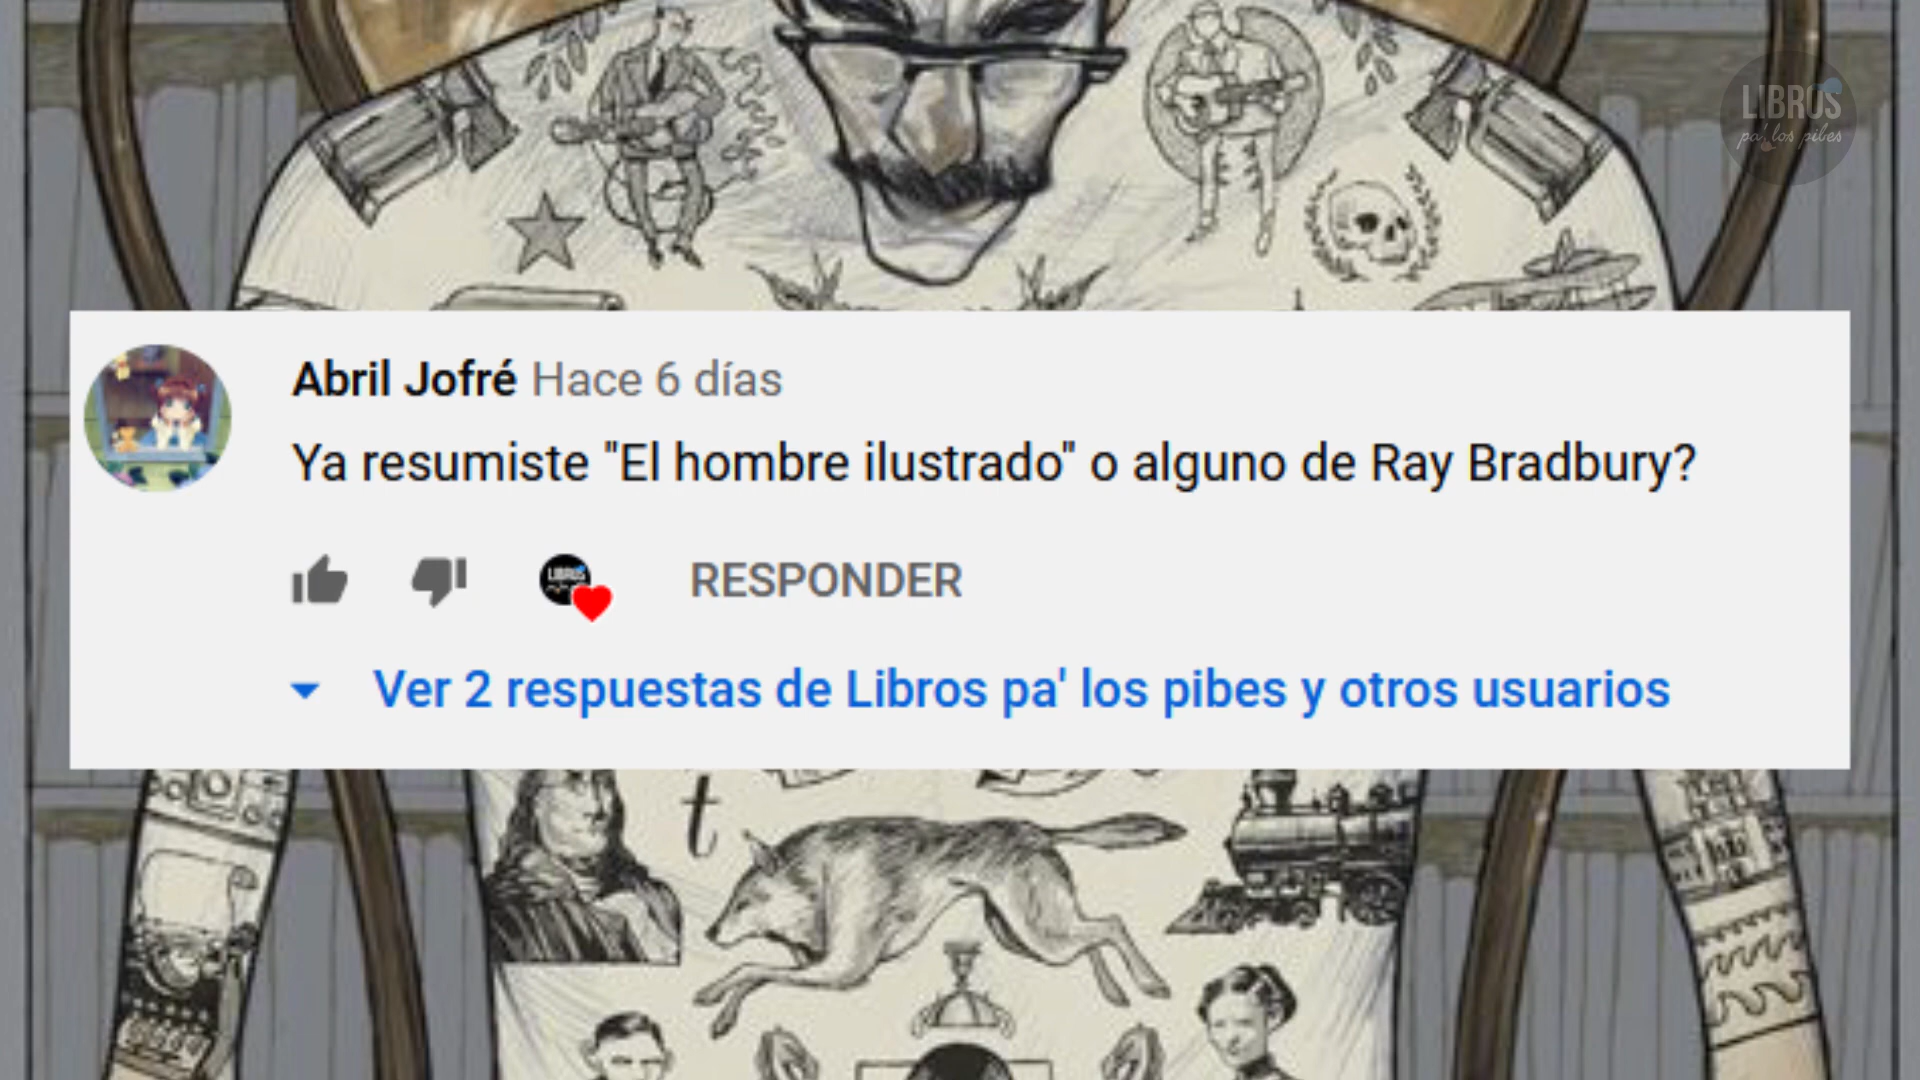 LIBROS
pa' los pibes
Abril Jofré Hace 6 días
Ya resumiste "El hombre ilustrado" o alguno de Ray Bradbury?
LIBROS
RESPONDER
Ver 2 respuestas de Libros pa' los pibes y otros usuarios
t